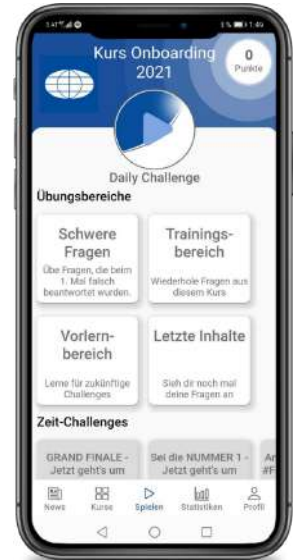 Kurs Onboarding
2021
0
Punkte
Daily Challenge
Übungsbereiche
Schwere
Fragen
Übe Fragen, die beim
1. Mal falsch
beantwortet wurden.
Trainings-
bereich
Wiederhole Fragen aus
diesem Kurs
Vorlern-
bereich
Lerne für zukünftige
Challenges
Letzte Inhalte
Sieh dir noch mal
deine Fragen an
Zeit-Challenges
GRAND FINALE -
Jetzt geht's um
Sei die NUMMER 1 -
Jetzt geht's um
News
Kurse
Spielen
Statistiken
Profil